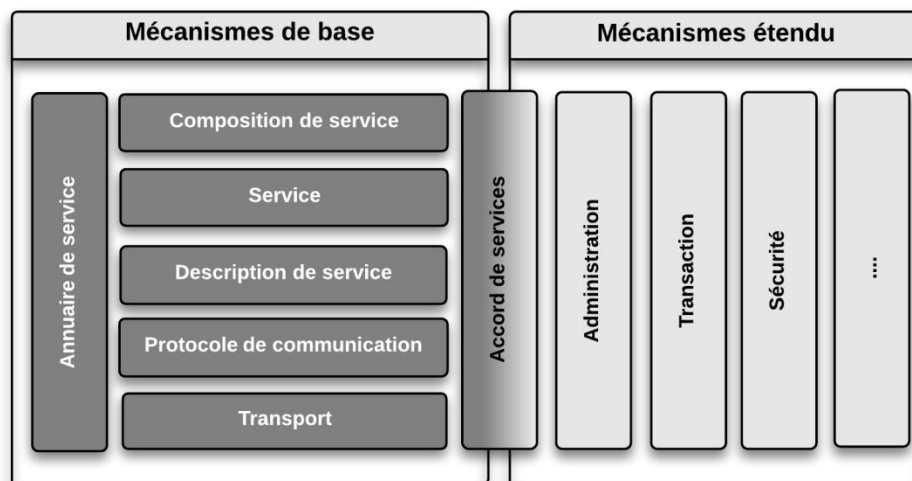 Mécanismes de base
Mécanismes étendu
Annuaire de service
Composition de service
Service
Description de service
Protocole de communication
Transport
Accord de services
Administration
Transaction
Sécurité
....